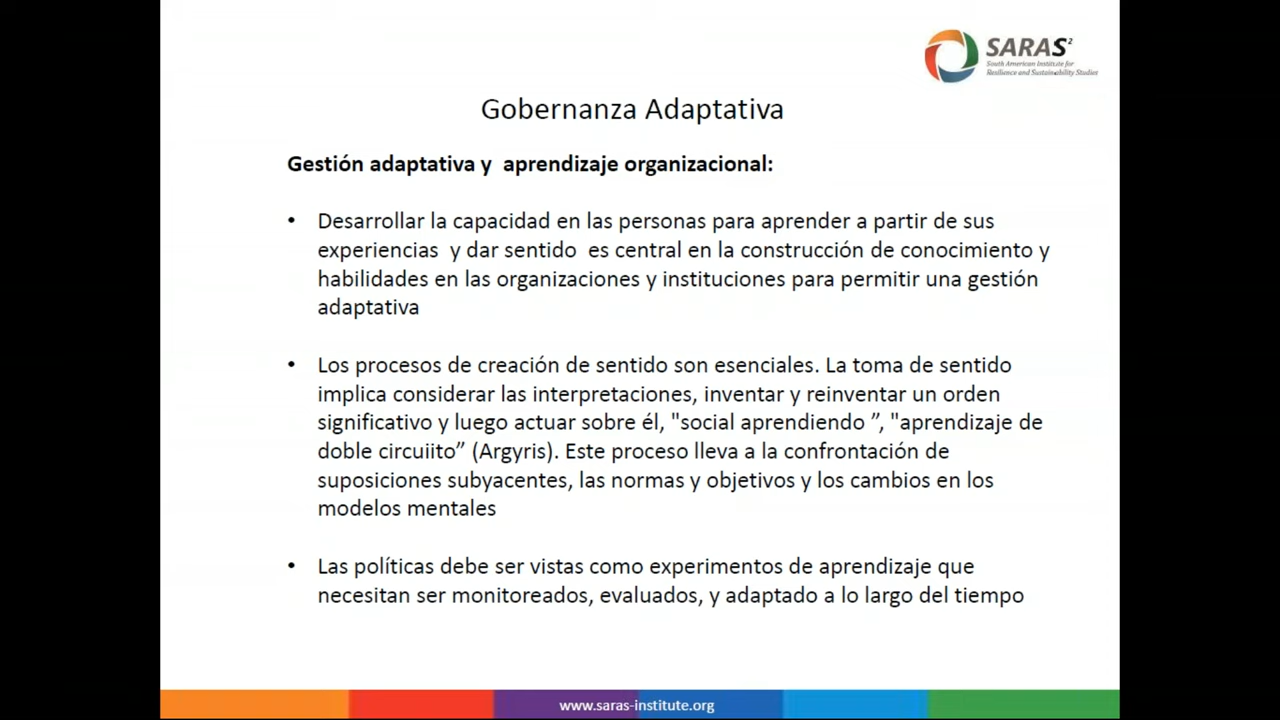 SARAS²
South American Institute for
Resilience and Sustainability Studies
Gobernanza Adaptativa
Gestión adaptativa y  aprendizaje organizacional:
• Desarrollar la capacidad en las personas para aprender a partir de sus
experiencias  y dar sentido  es central en la construcción de conocimiento y
habilidades en las organizaciones y instituciones para permitir una gestión
adaptativa
• Los procesos de creación de sentido son esenciales. La toma de sentido
implica considerar las interpretaciones, inventar y reinventar un orden
significativo y luego actuar sobre él, "social aprendiendo ”, "aprendizaje de
doble circuiito” (Argyris). Este proceso lleva a la confrontación de
suposiciones subyacentes, las normas y objetivos y los cambios en los
modelos mentales
• Las políticas debe ser vistas como experimentos de aprendizaje que
necesitan ser monitoreados, evaluados, y adaptado a lo largo del tiempo
www.saras-institute.org